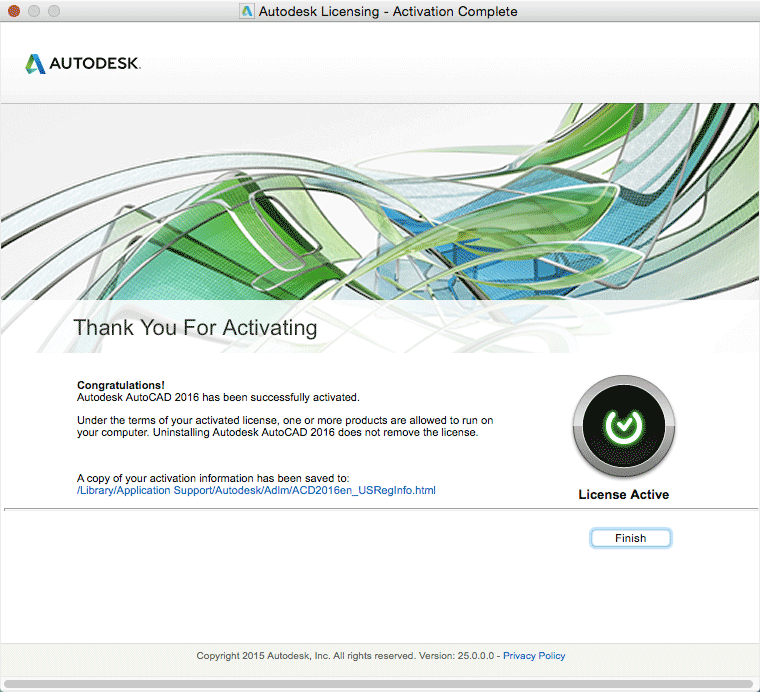 Autodesk Licensing - Activation Complete
AUTODESK.
Thank You For Activating
Congratulations!
Autodesk AutoCAD 2016 has been successfully activated.
Under the terms of your activated license, one or more products are allowed to run on
your computer. Uninstalling Autodesk AutoCAD 2016 does not remove the license.
A copy of your activation information has been saved to:
/Library/Application Support/Autodesk/Adlm/ACD2016en_USRegInfo.html
License Active
Finish
Copyright 2015 Autodesk, Inc. All rights reserved. Version: 25.0.0.0 - Privacy Policy